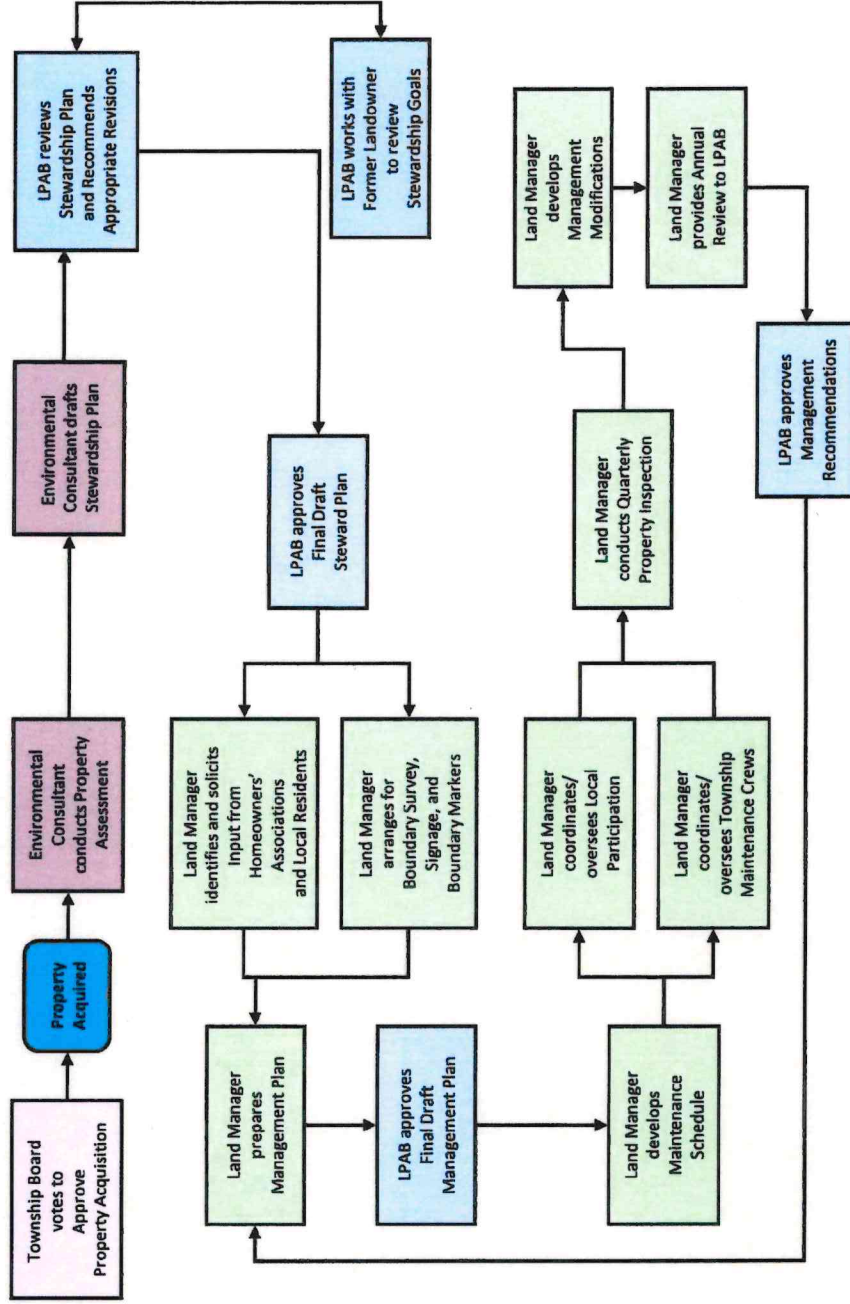 Township Board
votes to
Approve
Property Acquisition
Property
Acquired
Environmental
Consultant
conducts Property
Assessment
Environmental
Consultant drafts
Stewardship Plan
LPAB reviews
Stewardship Plan
and Recommends
Appropriate Revisions
LPAB works with
Former Landowner
to review
Stewardship Goals
LPAB approves
Final Draft
Steward Plan
Land Manager
identifies and solicits
Input from
Homeowners'
Associations
and Local Residents
Land Manager
arranges for
Boundary Survey,
Signage, and
Boundary Markers
Land Manager
prepares
Management Plan
LPAB approves
Final Draft
Management Plan
Land Manager
develops
Maintenance
Schedule
Land Manager
coordinates/
oversees Local
Participation
Land Manager
coordinates/
oversees Township
Maintenance Crews
Land Manager
conducts Quarterly
Property Inspection
Land Manager
develops
Management
Modifications
Land Manager
provides Annual
Review to LPAB
LPAB approves
Management
Recommendations